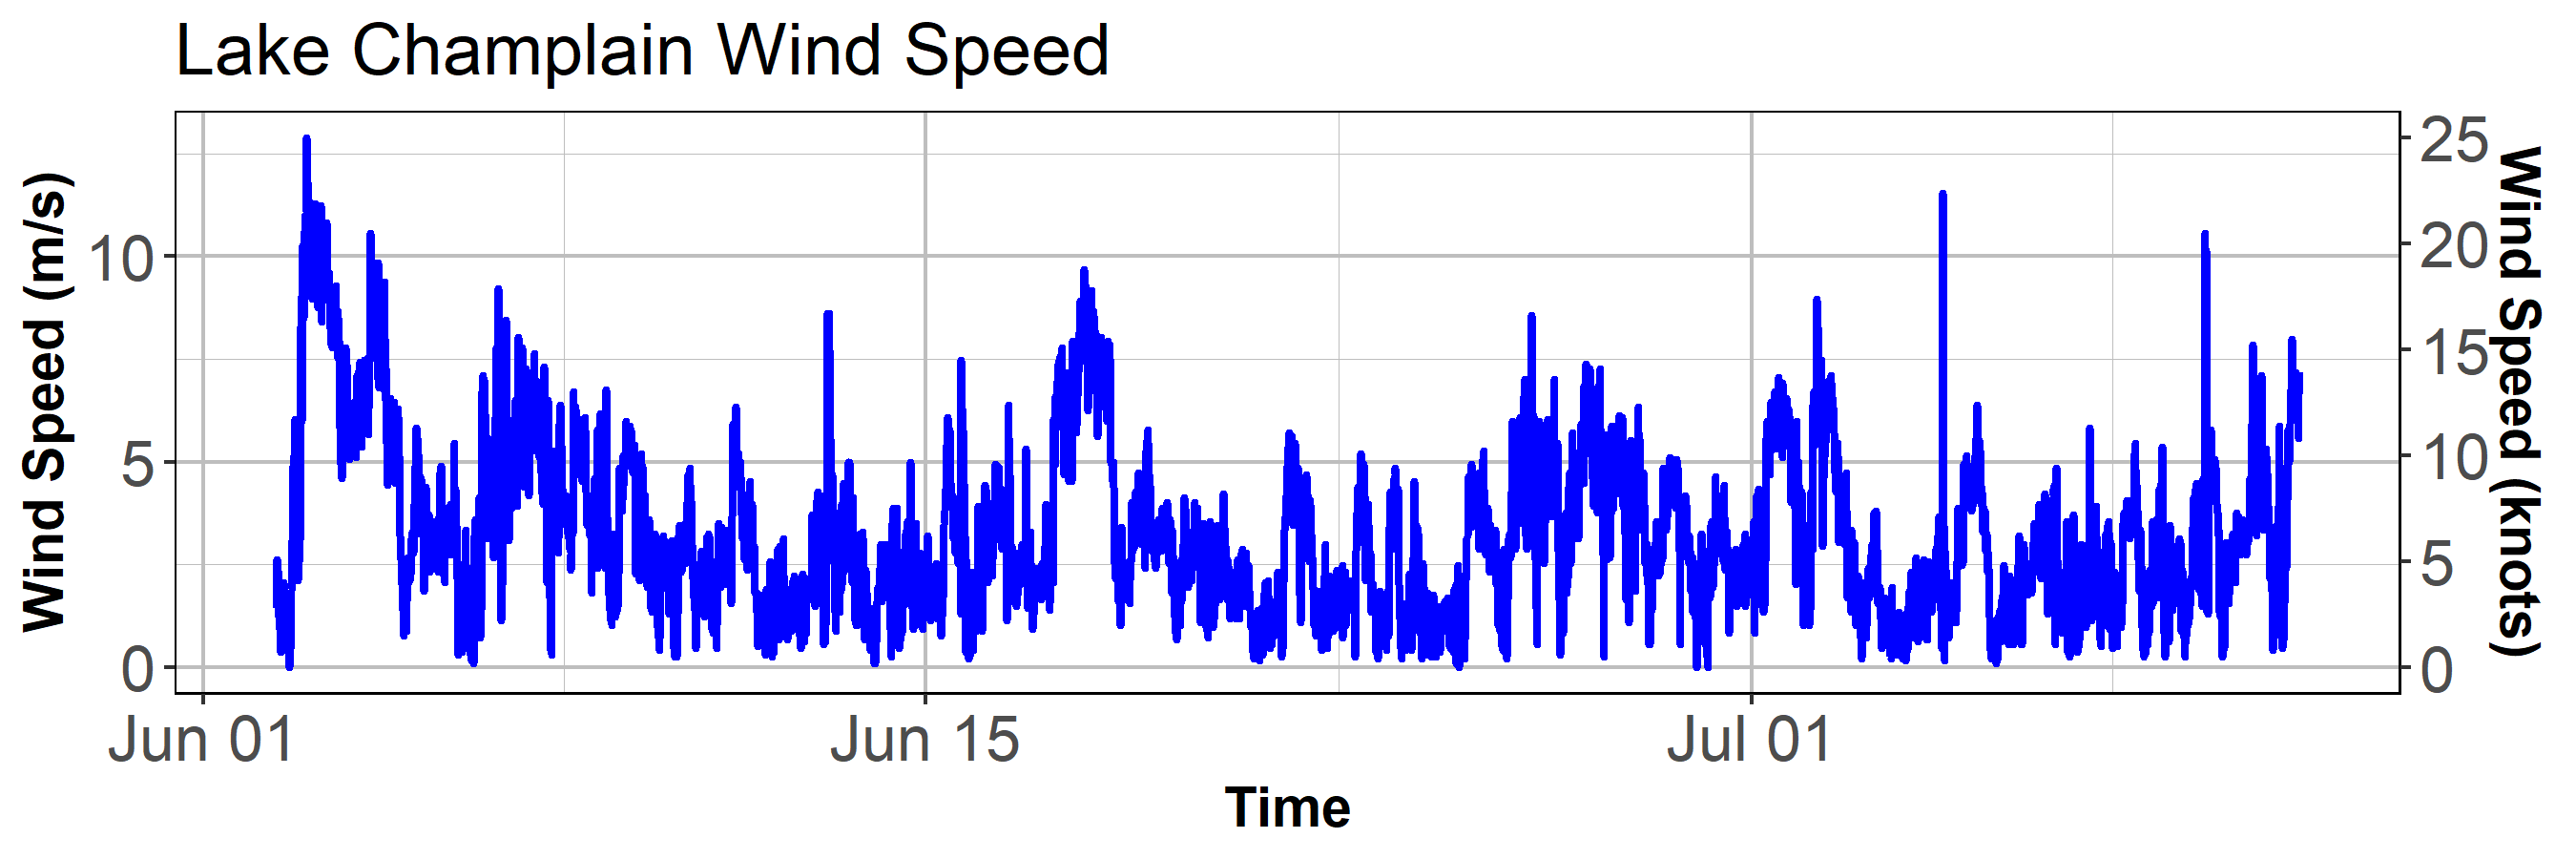 Lake Champlain Wind Speed
Wind Speed (m/s)
10
5
0
25
20
15
10
5
0
Wind Speed (knots)
Jun 01
Jun 15
Jul 01
Time